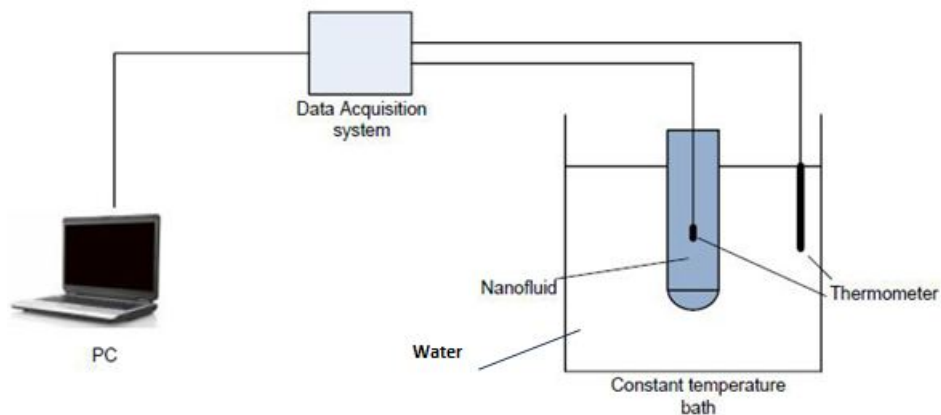 Data Acquisition
system
Nanofluid
Thermometer
PC
Water
Constant temperature
bath